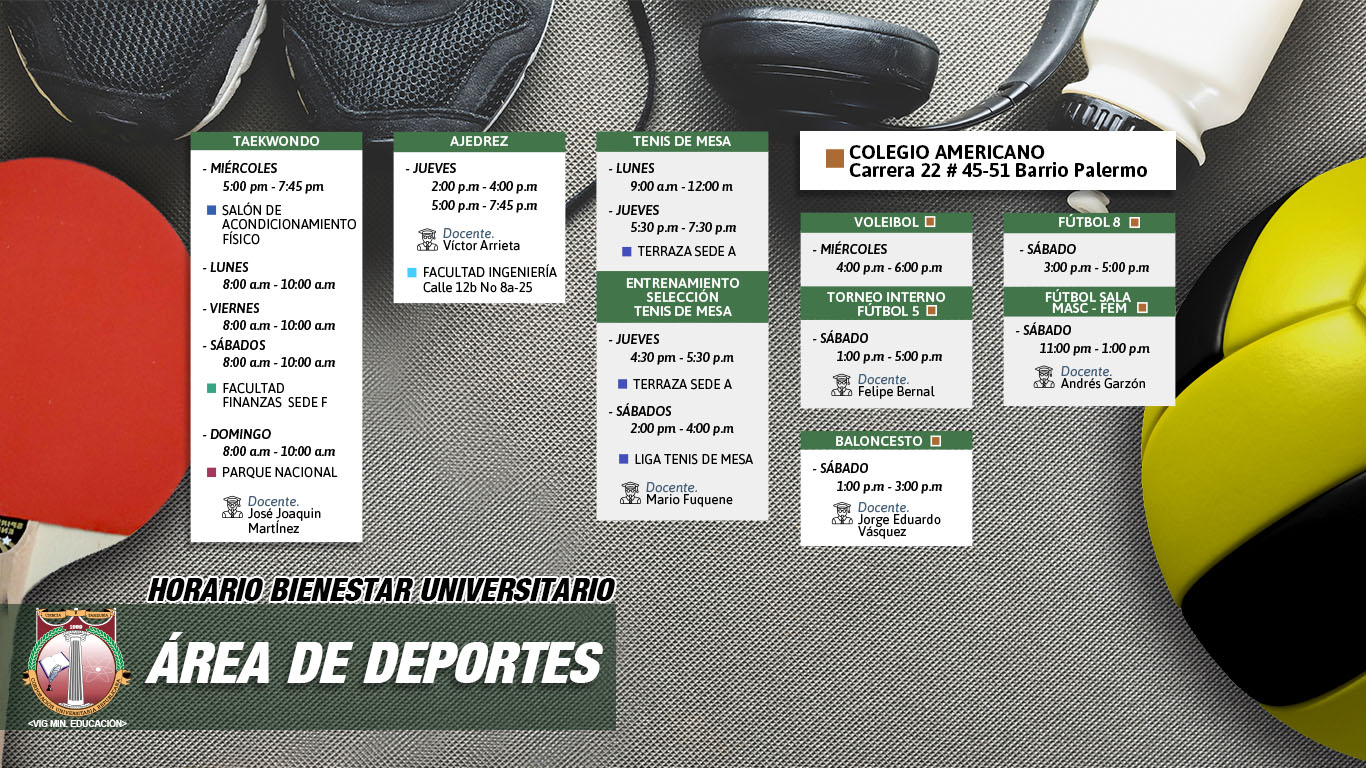 TAEKWONDO
- MIÉRCOLES
5:00 pm - 7:45 pm
SALÓN DE
ACONDICIONAMIENTO
FÍSICO
- LUNES
8:00 a.m - 10:00 a.m
- VIERNES
8:00 a.m - 10:00 a.m
- SÁBADOS
8:00 a.m - 10:00 a.m
FACULTAD
FINANZAS SEDE F
- DOMINGO
8:00 a.m - 10:00 a.m
PARQUE NACIONAL
Docente.
José Joaquin
MartÍnez
AJEDREZ
- JUEVES
2:00 p.m - 4:00 p.m
5:00 p.m - 7:45 p.m
Docente.
Víctor Arrieta
FACULTAD INGENIERÍA
Calle 12b No 8a-25
TENIS DE MESA
- LUNES
9:00 a.m - 12:00 m
- JUEVES
5:30 p.m - 7:30 p.m
TERRAZA SEDE A
ENTRENAMIENTO
SELECCIÓN
TENIS DE MESA
- JUEVES
4:30 pm - 5:30 p.m
TERRAZA SEDE A
- SÁBADOS
2:00 pm - 4:00 p.m
LIGA TENIS DE MESA
Docente.
Mario Fuquene
COLEGIO AMERICANO
Carrera 22 # 45-51 Barrio Palermo
VOLEIBOL
- MIÉRCOLES
4:00 p.m - 6:00 p.m
TORNEO INTERNO
FÚTBOL 5
- SÁBADO
1:00 pm - 5:00 p.m
Docente.
Felipe Bernal
FÚTBOL 8
- SÁBADO
3:00 p.m - 5:00 p.m
FÚTBOL SALA
MASC - FEM
- SÁBADO
11:00 pm - 1:00 p.m
Docente.
Andrés Garzón
BALONCESTO
- SÁBADO
1:00 p.m - 3:00 p.m
Docente.
Jorge Eduardo
Vásquez
HORARIO BIENESTAR UNIVERSITARIO
ÁREA DE DEPORTES
CIENCIA
1999
CORPORACIÓN UNIVERSITARIA REPUBLICANA
<VIG MIN. EDUCACIÓN>